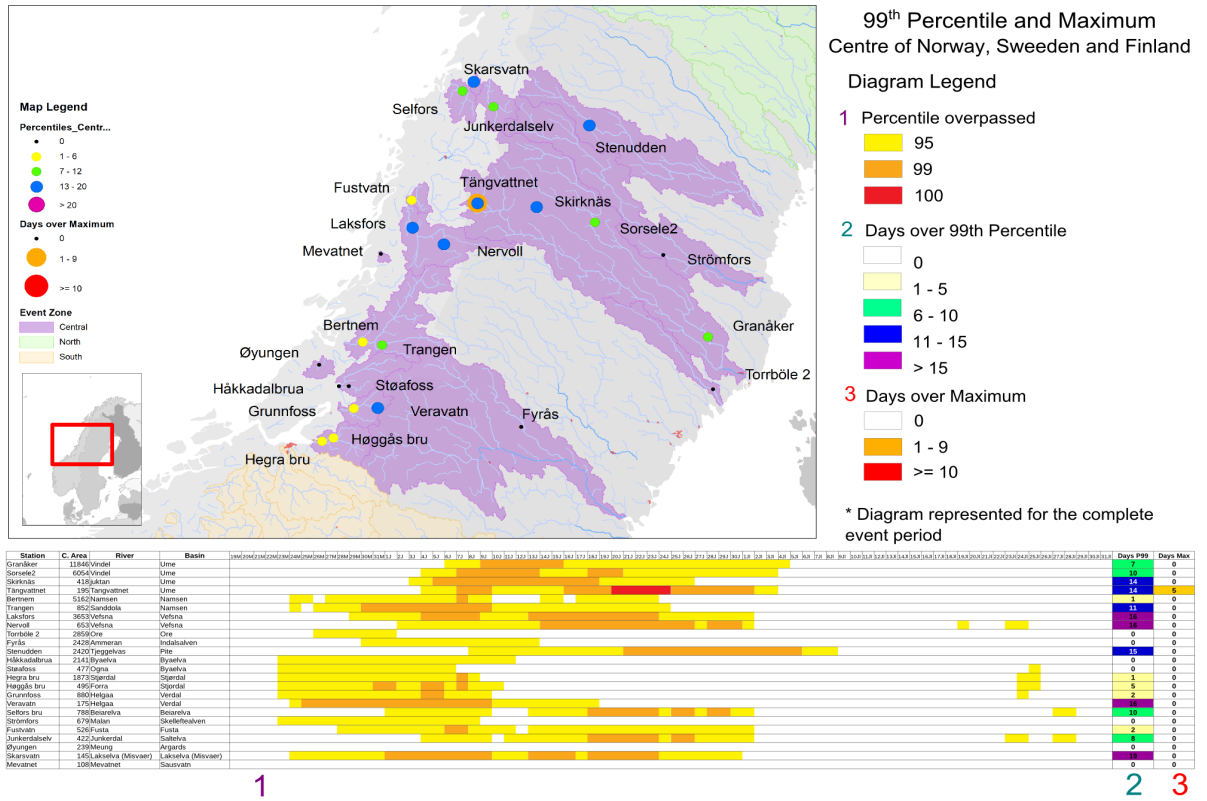 99th Percentile and Maximum
Centre of Norway, Sweeden and Finland
Diagram Legend
1 Percentile overpassed
95
99
100
2 Days over 99th Percentile
0
1 - 5
6 - 10
11 - 15
> 15
3 Days over Maximum
0
1 - 9
>= 10
* Diagram represented for the complete
event period
Map Legend
Percentiles_Centr...
0
1 - 6
7 - 12
13 - 20
> 20
Days over Maximum
0
1 - 9
>= 10
Event Zone
Central
North
South
Skarsvatn
Selfors
Junkerdalselv
Stenudden
Fustvatn
Tängvattnet
Skirknäs
Laksfors
Sorsele2
Mevatnet
Nervoll
Strömfors
Bertnem
Granåker
Øyungen
Trangen
Torrböle 2
Håkkadalbrua
Støafoss
Grunnfoss
Veravatn
Fyrås
Høggås bru
Hegra bru
Station C. Area River Basin Days P99 Days Max
Granåker 11846 Vindel Ume 7 0
Sorsele2 6054 Vindel Ume 10 0
Skirknäs 418 juktan Ume 14 0
Tängvattnet 195 Tangvattnet Ume 14 5
Bertnem 5162 Namsen Namsen 1 0
Trangen 852 Sanddola Namsen 11 0
Laksfors 3653 Vefsna Vefsna 16 0
Nervoll 653 Vefsna Vefsna 16 0
Torrböle 2 2859 Ore Ore 0 0
Fyrås 2428 Ammeran Indalsalven 0 0
Stenudden 2420 Tjeggelvas Pite 15 0
Håkkadalbrua 2141 Byaelva Byaelva 0 0
Støafoss 477 Ogna Byaelva 0 0
Hegra bru 1873 Stjørdal Stjørdal 1 0
Høggås bru 495 Forra Stjordal 5 0
Grunnfoss 880 Helgaa Verdal 2 0
Veravatn 175 Helgaa Verdal 0
Selfors bru 788 Beiarelva Beiarelva 10 0
Strömfors 679 Malan Skelleftealven 0 0
Fustvatn 526 Fusta Fusta 2 0
Junkerdalselv 422 Junkerdal Saltelva 8 0
Øyungen 239 Meung Argards 0 0
Skarsvatn 145 Lakselva (Misvaer) Lakselva (Misvaer) 0
Mevatnet 108 Mevatnet Sausvatn 0 0
1 2 3